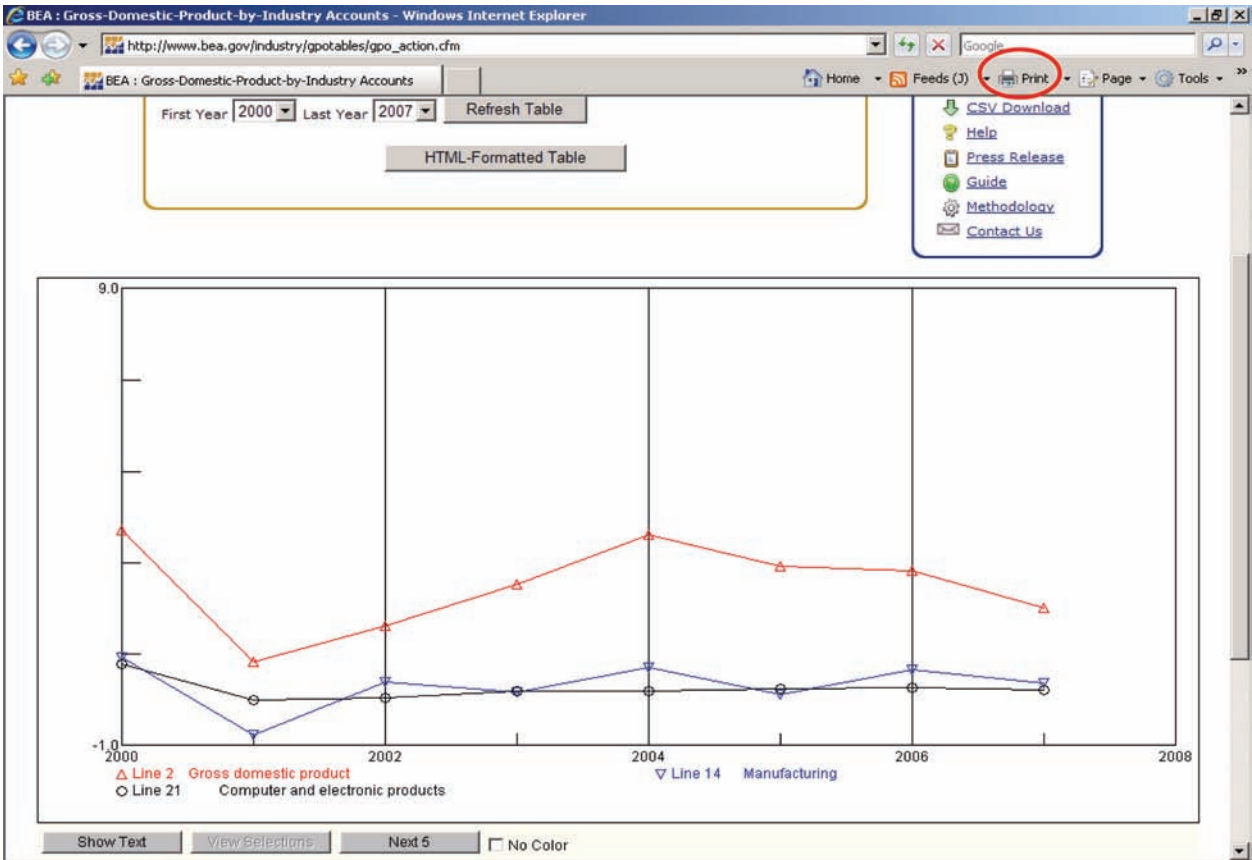 BEA : Gross-Domestic-Product-by-Industry Accounts - Windows Internet Explorer
http://www.bea.gov/industry/gpotables/gpo_action.cfm
Google
BEA : Gross-Domestic-Product-by-Industry Accounts
Home Feeds (J) Print Page Tools »
First Year 2000 Last Year 2007 Refresh Table
HTML-Formatted Table
CSV Download
Help
Press Release
Guide
Methodology
Contact Us
9.0
-1.0
2000 2002 2004 2006 2008
Line 2 Gross domestic product Line 14 Manufacturing
Line 21 Computer and electronic products
Show Text View Selections Next 5 No Color